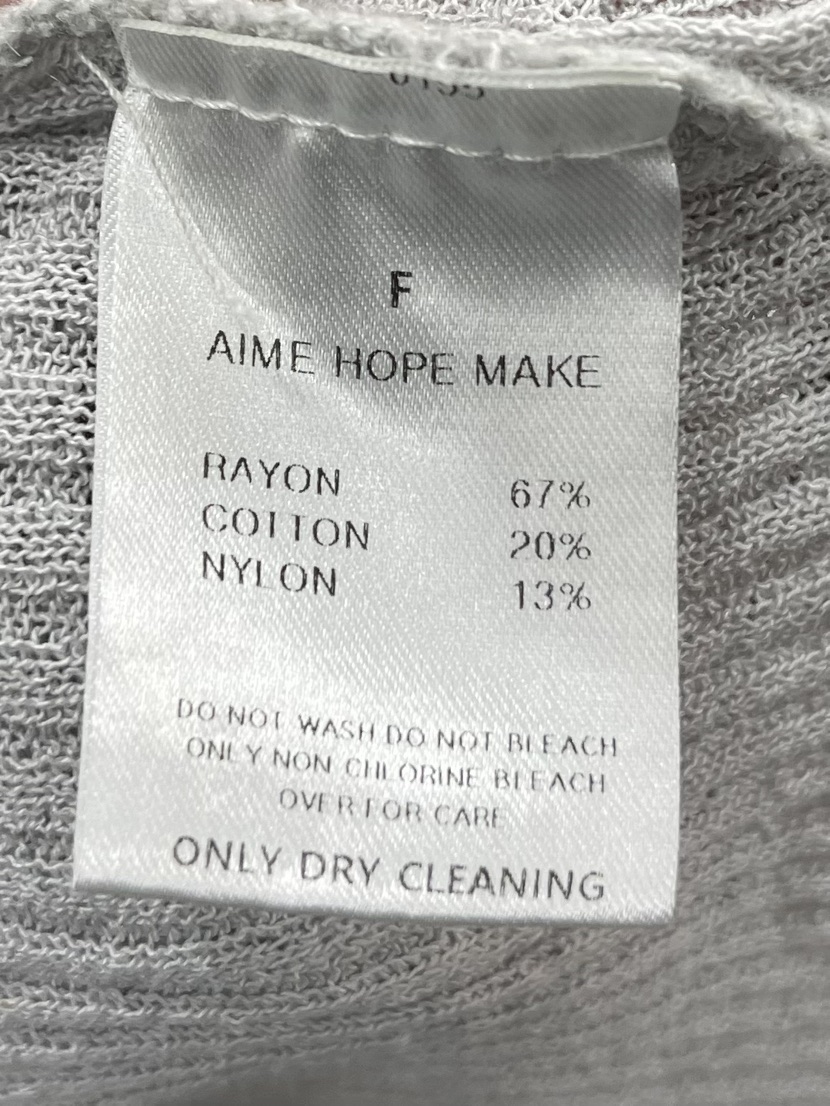 F
AIME HOPE MAKE
RAYON 67%
COTTON 20%
NYLON 13%
DO NOT WASH DO NOT BLEACH
ONLY NON CHLORINE BLEACH
OVER FOR CARE
ONLY DRY CLEANING